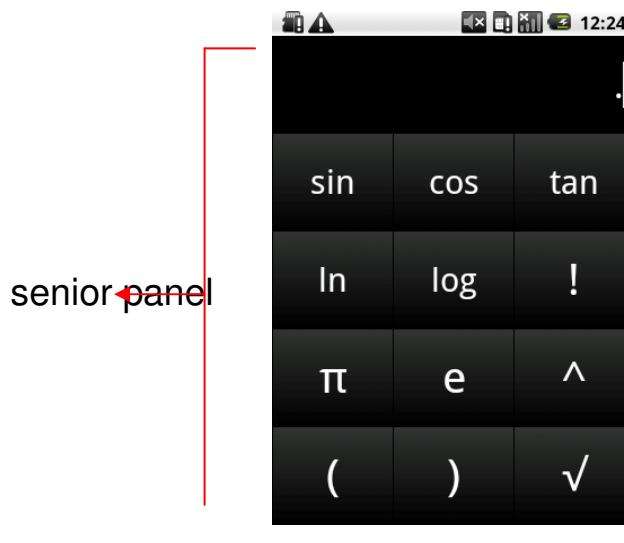 12:24
.
sin cos tan
senior panel
ln log !
π e ^
( ) √